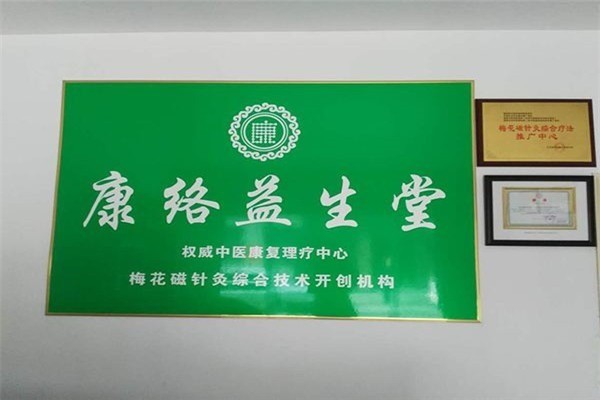 康
康络益生堂
权威中医康复理疗中心
梅花磁针灸综合技术开创机构
梅花磁针灸综合疗法
推广中心